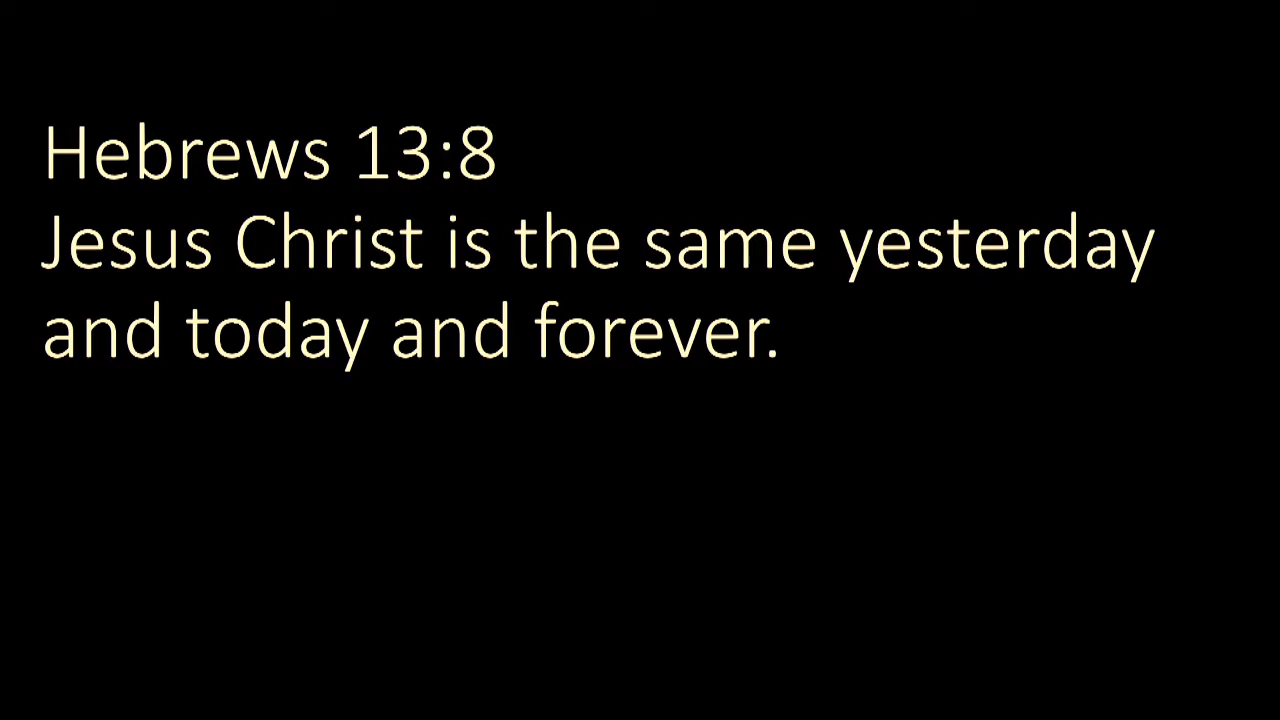 Hebrews 13:8
Jesus Christ is the same yesterday
and today and forever.